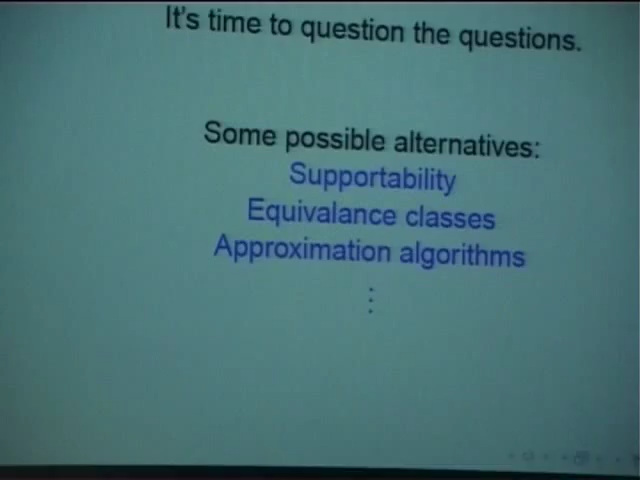 It's time to question the questions.
Some possible alternatives:
Supportability
Equivalance classes
Approximation algorithms
⋮